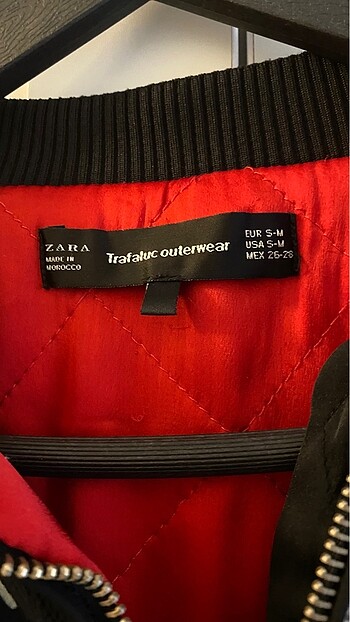 ZARA
MADE IN
MOROCCO
Trafaluc outerwear
EUR S-M
USA S-M
MEX 26-28